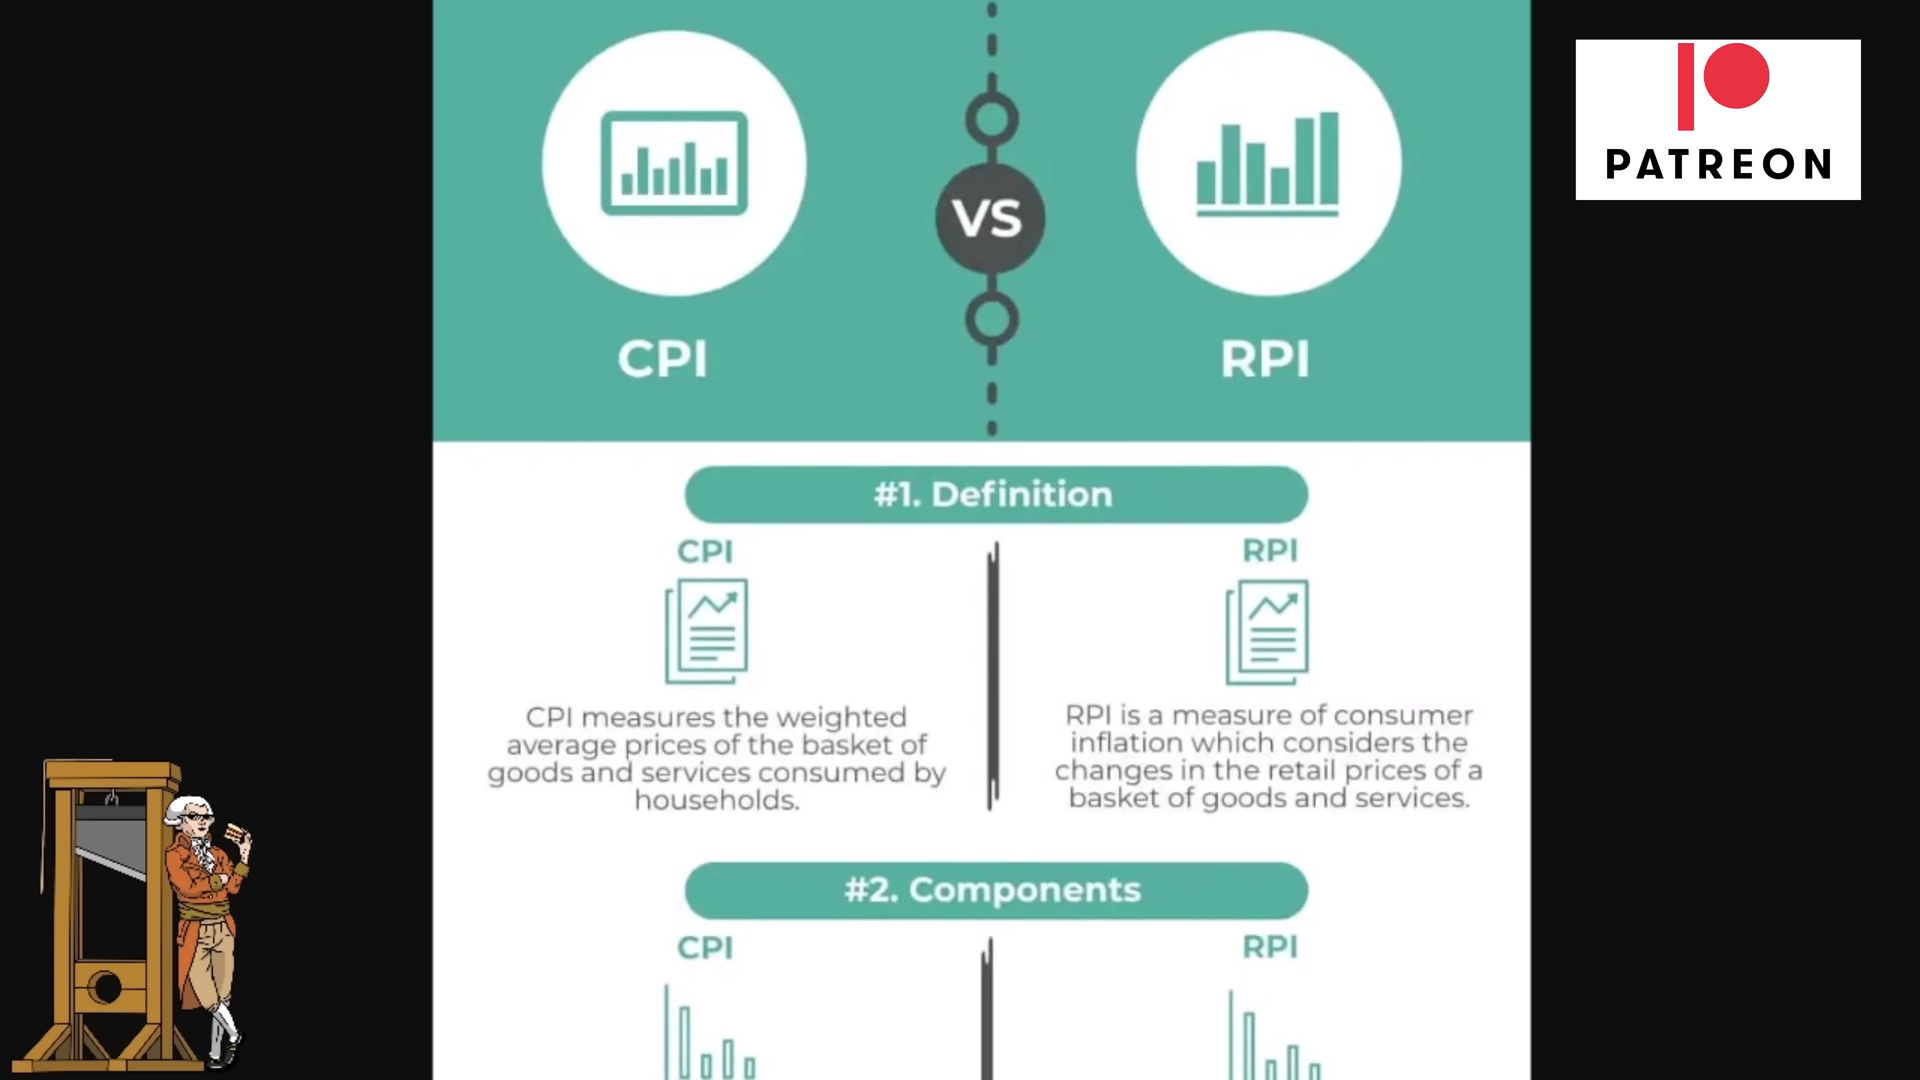 PATREON
VS
CPI
RPI
#1. Definition
CPI
RPI
CPI measures the weighted
average prices of the basket of
goods and services consumed by
households.
RPI is a measure of consumer
inflation which considers the
changes in the retail prices of a
basket of goods and services.
#2. Components
CPI
RPI